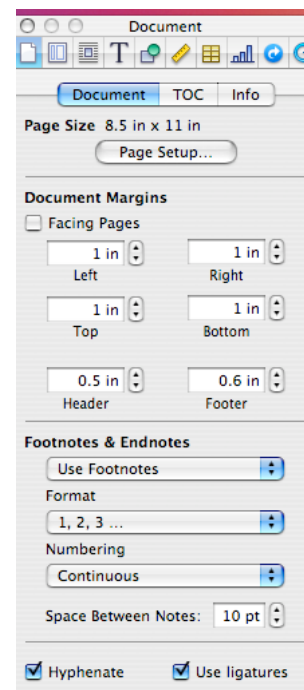 Document
T
Document TOC Info
Page Size 8.5 in x 11 in
Page Setup...
Document Margins
Facing Pages
1 in 1 in
Left Right
1 in 1 in
Top Bottom
0.5 in 0.6 in
Header Footer
Footnotes & Endnotes
Use Footnotes
Format
1, 2, 3 ...
Numbering
Continuous
Space Between Notes: 10 pt
Hyphenate Use ligatures